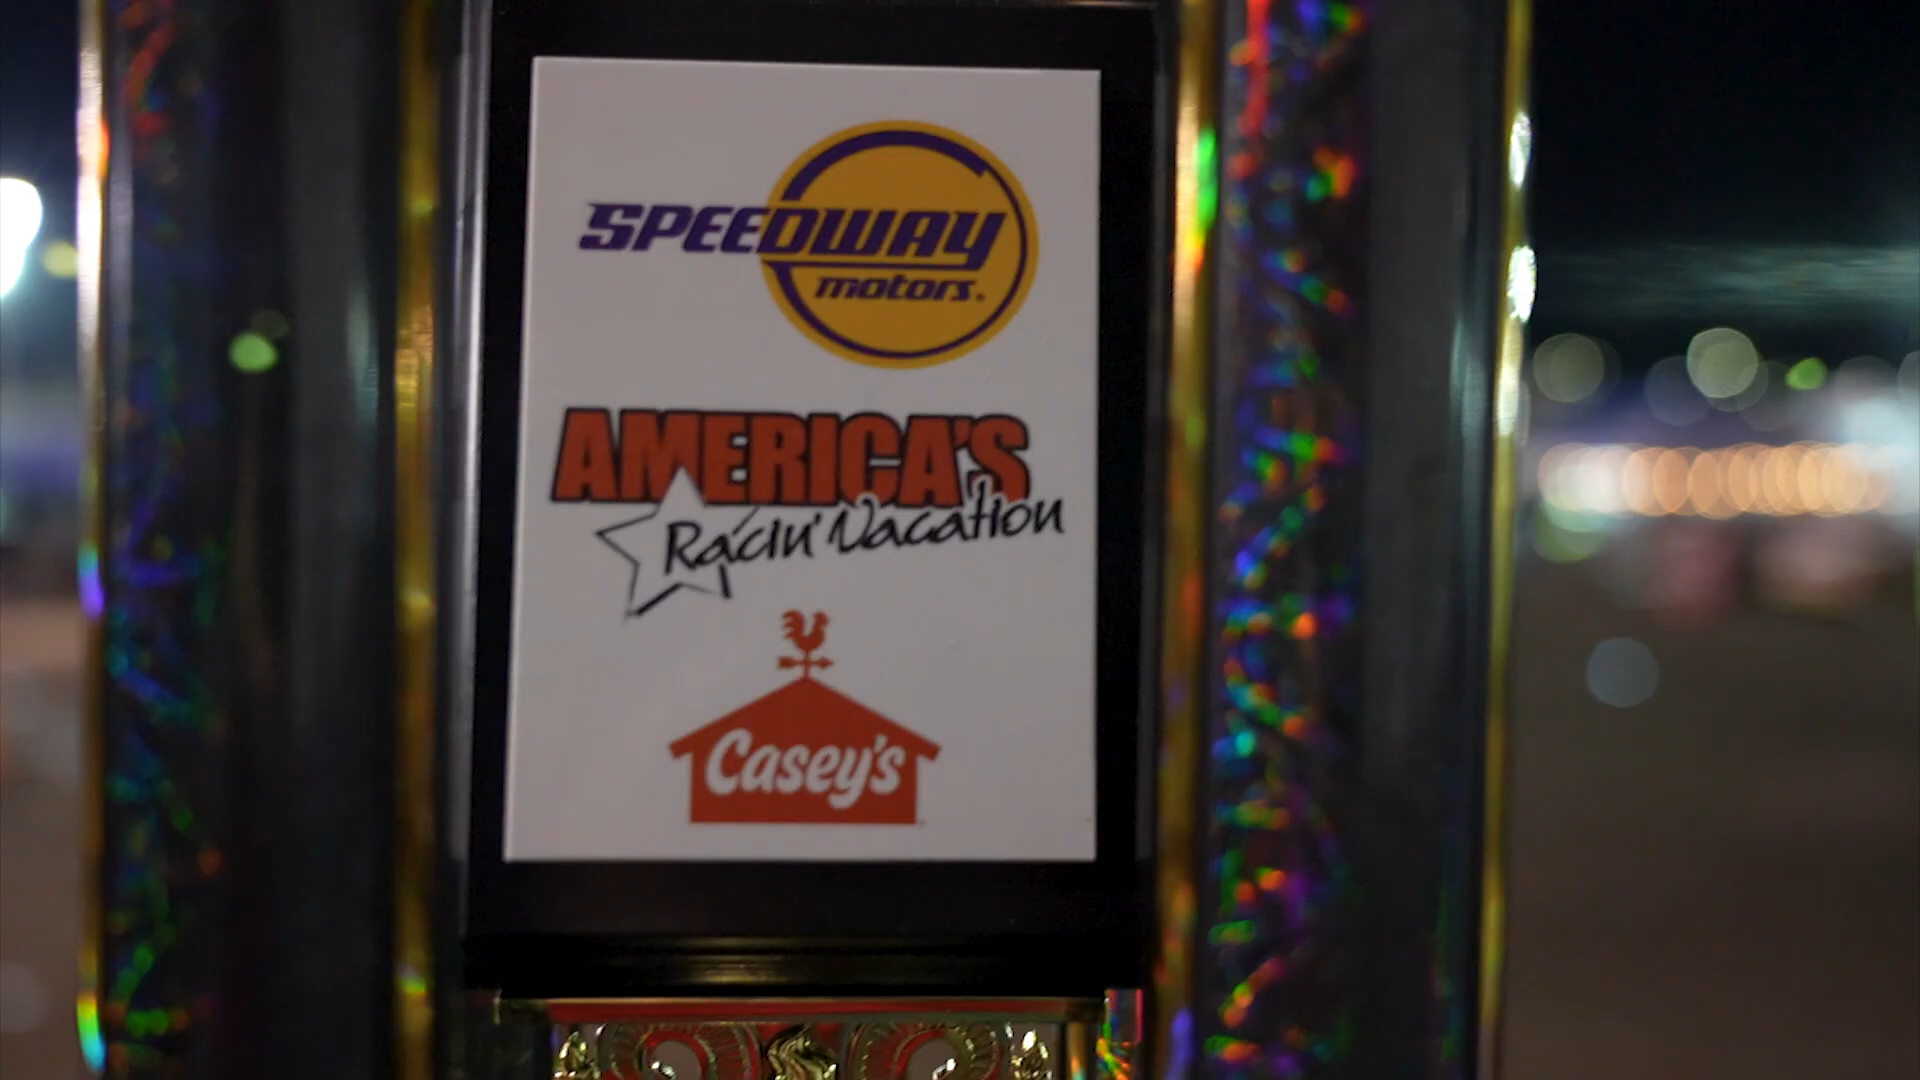 SPEEDWAY
motors.
AMERICA'S
Racin' Vacation
Casey's